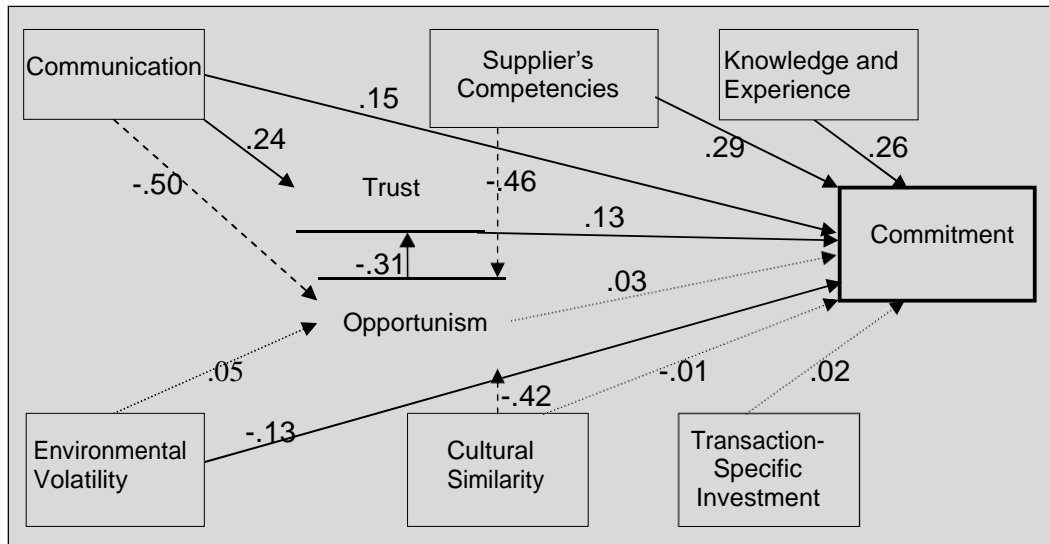 Communication
Supplier's
Competencies
Knowledge and
Experience
.15
.24
.29
.26
-.50
Trust
-.46
.13
Commitment
-.31
.03
Opportunism
.05
-.42
-.01
.02
-.13
Environmental
Volatility
Cultural
Similarity
Transaction-
Specific
Investment